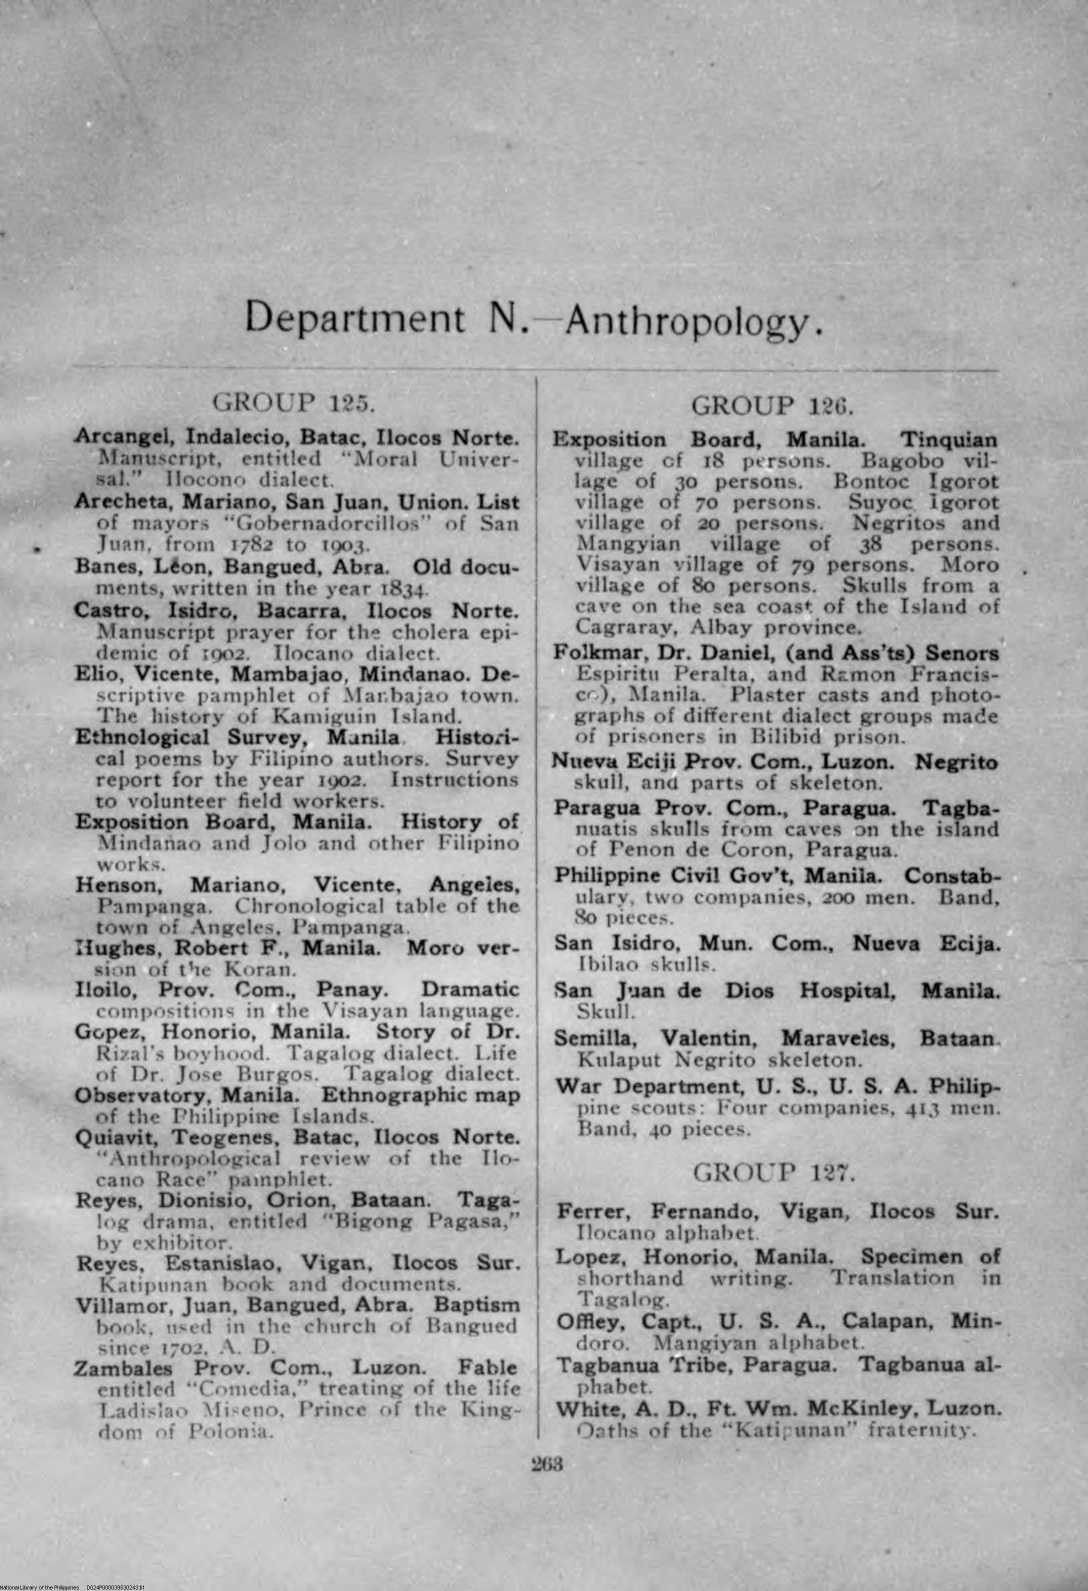 Department N.—Anthropology.
GROUP 125.
Arcangel, Indalecio, Batac, Ilocos Norte.
Manuscript, entitled "Moral Univer-
sal." Ilocono dialect.
Arecheta, Mariano, San Juan, Union. List
of mayors "Gobernadorcillos" of San
Juan, from 1782 to 1903.
Banes, Léon, Bangued, Abra. Old docu-
ments, written in the year 1834.
Castro, Isidro, Bacarra, Ilocos Norte.
Manuscript prayer for the cholera epi-
demic of 1902. Ilocano dialect.
Elio, Vicente, Mambajao, Mindanao. De-
scriptive pamphlet of Manbajao town.
The history of Kamiguin Island.
Ethnological Survey, Manila. Histori-
cal poems by Filipino authors. Survey
report for the year 1902. Instructions
to volunteer field workers.
Exposition Board, Manila. History of
Mindanao and Jolo and other Filipino
works.
Henson, Mariano, Vicente, Angeles,
Pampanga. Chronological table of the
town of Angeles, Pampanga.
Hughes, Robert F., Manila. Moro ver-
sion of the Koran.
Iloilo, Prov. Com., Panay. Dramatic
compositions in the Visayan language.
Gopez, Honorio, Manila. Story of Dr.
Rizal's boyhood. Tagalog dialect. Life
of Dr. Jose Burgos. Tagalog dialect.
Observatory, Manila. Ethnographic map
of the Philippine Islands.
Quiavit, Teogenes, Batac, Ilocos Norte.
"Anthropological review of the Ilo-
cano Race" pamphlet.
Reyes, Dionisio, Orion, Bataan. Taga-
log drama, entitled "Bigong Pagasa,"
by exhibitor.
Reyes, Estanislao, Vigan, Ilocos Sur.
Katipunan book and documents.
Villamor, Juan, Bangued, Abra. Baptism
book, used in the church of Bangued
since 1702, A. D.
Zambales Prov. Com., Luzon. Fable
entitled "Comedia," treating of the life
Ladislao Miseno, Prince of the King-
dom of Polonia.
GROUP 126.
Exposition Board, Manila. Tinquian
village of 18 persons. Bagobo vil-
lage of 30 persons. Bontoc Igorot
village of 70 persons. Suyoc Igorot
village of 20 persons. Negritos and
Mangyian village of 38 persons.
Visayan village of 79 persons. Moro
village of 80 persons. Skulls from a
cave on the sea coast of the Island of
Cagraray, Albay province.
Folkmar, Dr. Daniel, (and Ass'ts) Senors
Espiritu Peralta, and Ramon Francis-
co), Manila. Plaster casts and photo-
graphs of different dialect groups made
of prisoners in Bilibid prison.
Nueva Eciji Prov. Com., Luzon. Negrito
skull, and parts of skeleton.
Paragua Prov. Com., Paragua. Tagba-
nuatis skulls from caves on the island
of Penon de Coron, Paragua.
Philippine Civil Gov't, Manila. Constab-
ulary, two companies, 200 men. Band,
80 pieces.
San Isidro, Mun. Com., Nueva Ecija.
Ibilao skulls.
San Juan de Dios Hospital, Manila.
Skull.
Semilla, Valentin, Maraveles, Bataan.
Kulaput Negrito skeleton.
War Department, U. S., U. S. A. Philip-
pine scouts: Four companies, 413 men.
Band, 40 pieces.
GROUP 127.
Ferrer, Fernando, Vigan, Ilocos Sur.
Ilocano alphabet.
Lopez, Honorio, Manila. Specimen of
shorthand writing. Translation in
Tagalog.
Offley, Capt., U. S. A., Calapan, Min-
doro. Mangiyan alphabet.
Tagbanua Tribe, Paragua. Tagbanua al-
phabet.
White, A. D., Ft. Wm. McKinley, Luzon.
Oaths of the "Katipunan" fraternity.
263
National Library of the Philippines